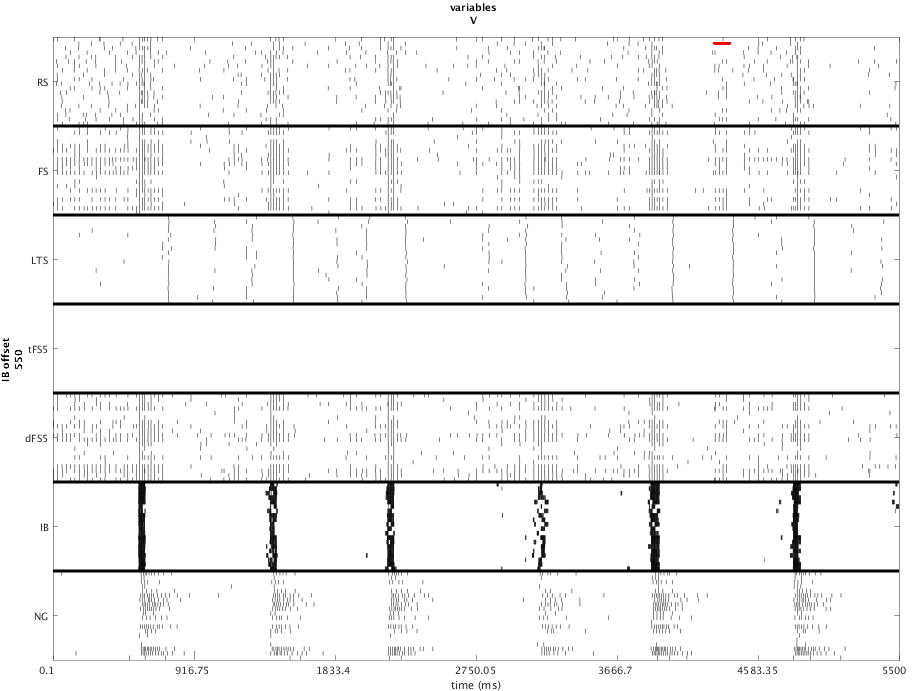 variables
V
RS
FS
LTS
tFS5
dFS5
IB
NG
IB offset
550
0.1
916.75
1833.4
2750.05
3666.7
4583.35
5500
time (ms)